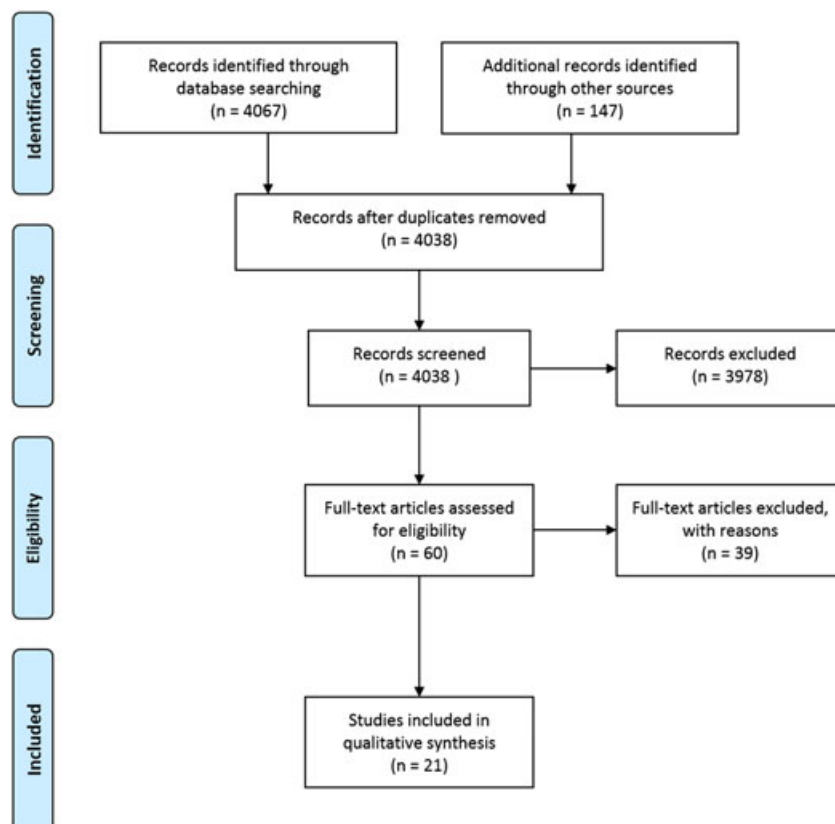 Identification
Records identified through
database searching
(n = 4067)
Additional records identified
through other sources
(n = 147)
Records after duplicates removed
(n = 4038)
Screening
Records screened
(n = 4038 )
Records excluded
(n = 3978)
Eligibility
Full-text articles assessed
for eligibility
(n = 60)
Full-text articles excluded,
with reasons
(n = 39)
Included
Studies included in
qualitative synthesis
(n = 21)